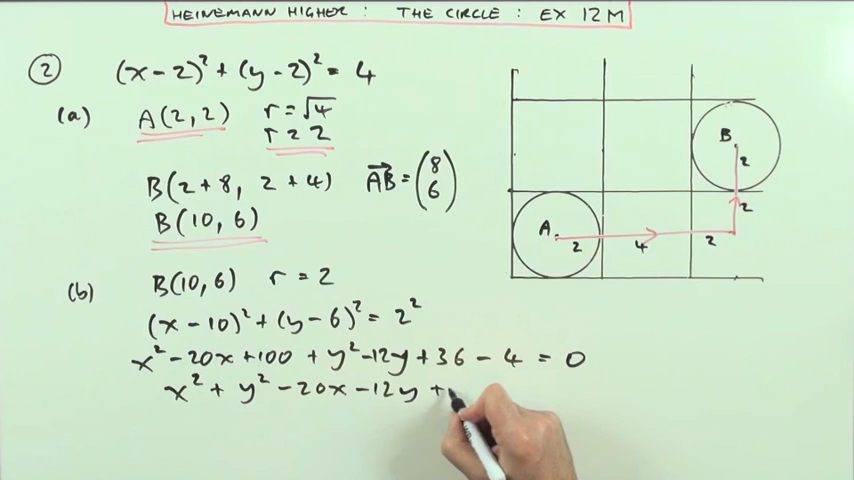 HEINEMANN HIGHER : THE CIRCLE : EX 12M
② (x-2)² + (y-2)² = 4
(a) A(2,2) r = √4
r = 2
B(2+8, 2+4) AB→ = (8 6)
B(10,6)
(b) B(10,6) r = 2
(x-10)² + (y-6)² = 2²
x² - 20x + 100 + y² - 12y + 36 - 4 = 0
x² + y² - 20x - 12y +
B
2
2
A
2 4 2